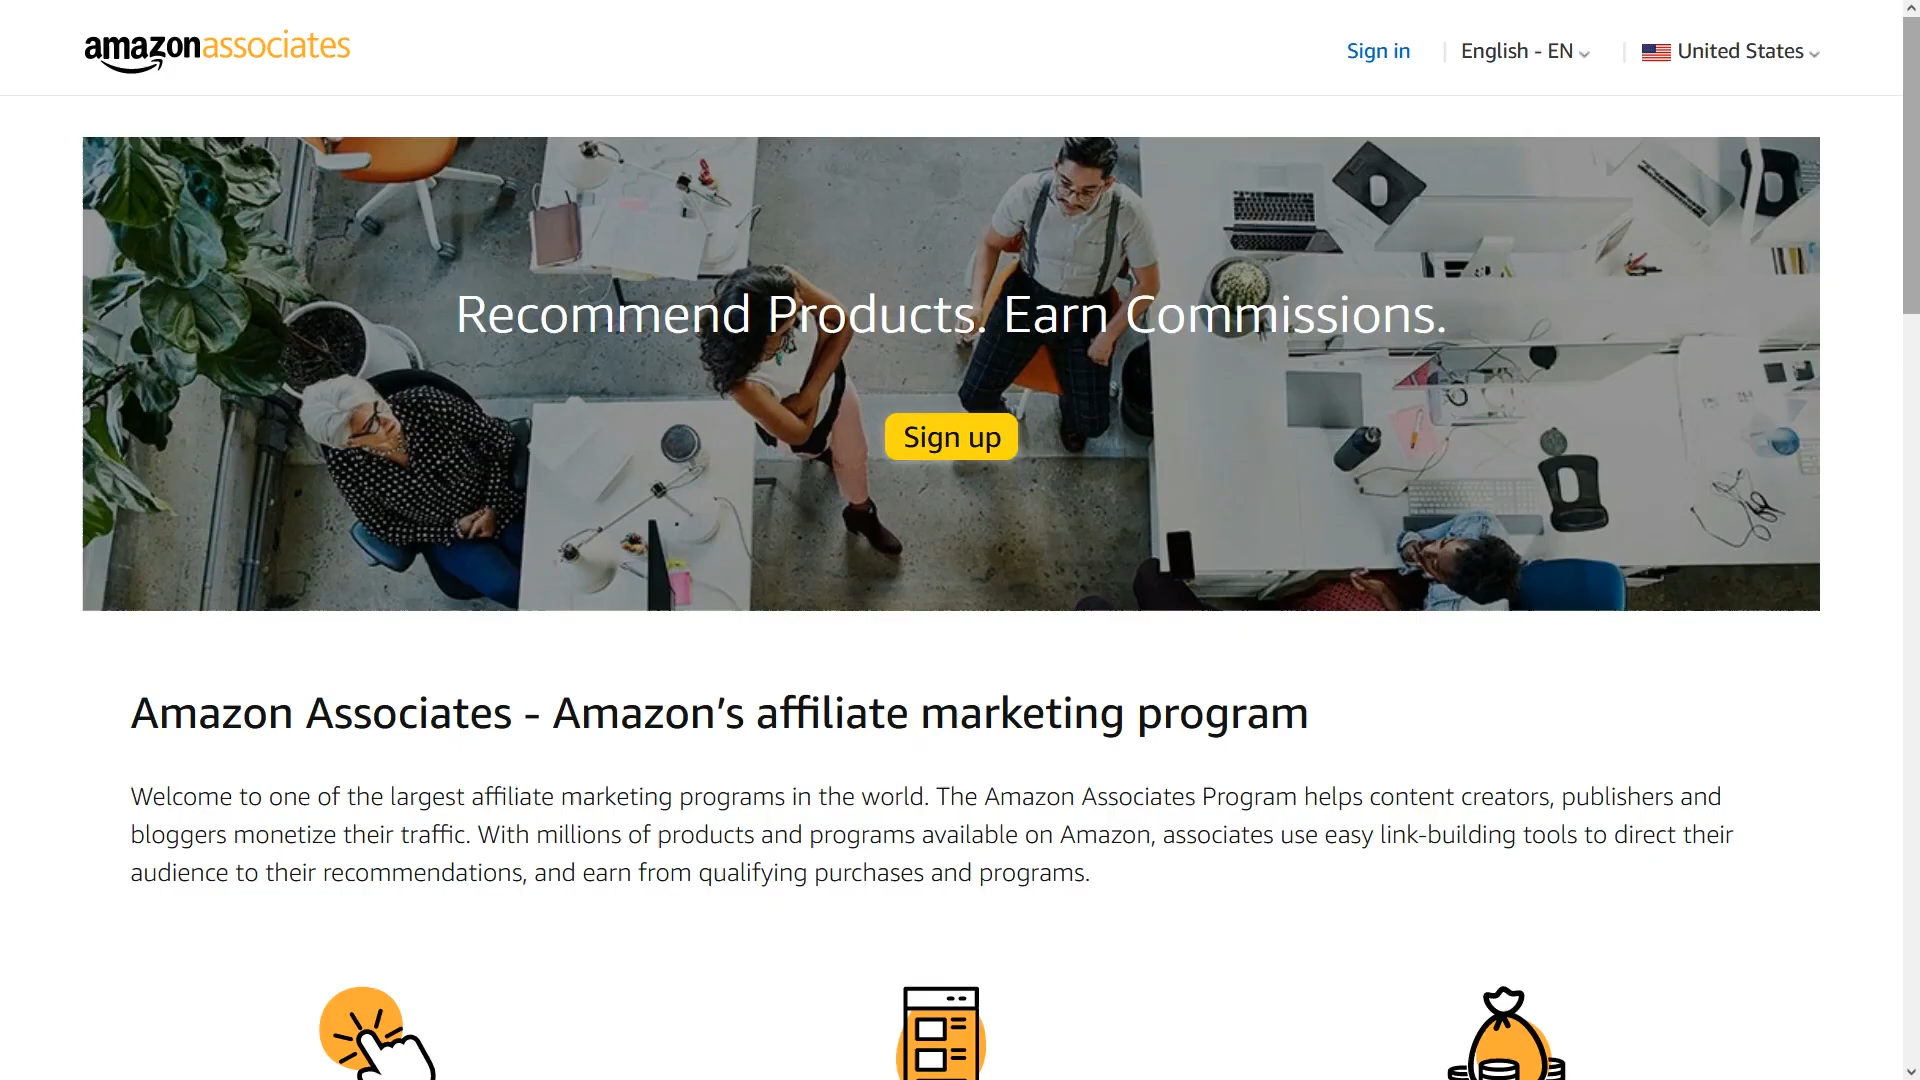 amazonassociates
Sign in
English - EN
United States
Recommend Products. Earn Commissions.
Sign up
Amazon Associates - Amazon’s affiliate marketing program
Welcome to one of the largest affiliate marketing programs in the world. The Amazon Associates Program helps content creators, publishers and
bloggers monetize their traffic. With millions of products and programs available on Amazon, associates use easy link-building tools to direct their
audience to their recommendations, and earn from qualifying purchases and programs.